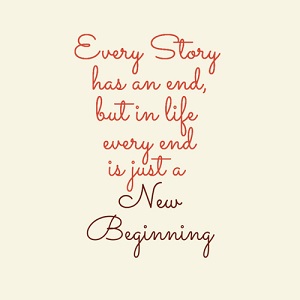 Every Story
has an end,
but in life
every end
is just a
New
Beginning